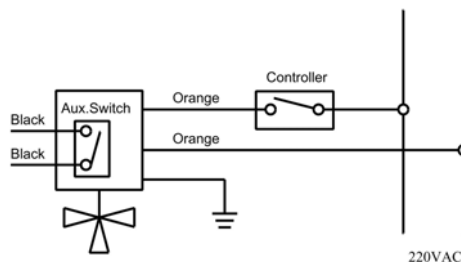 Controller
Orange
Aux.Switch
Black
Orange
Black
220VAC